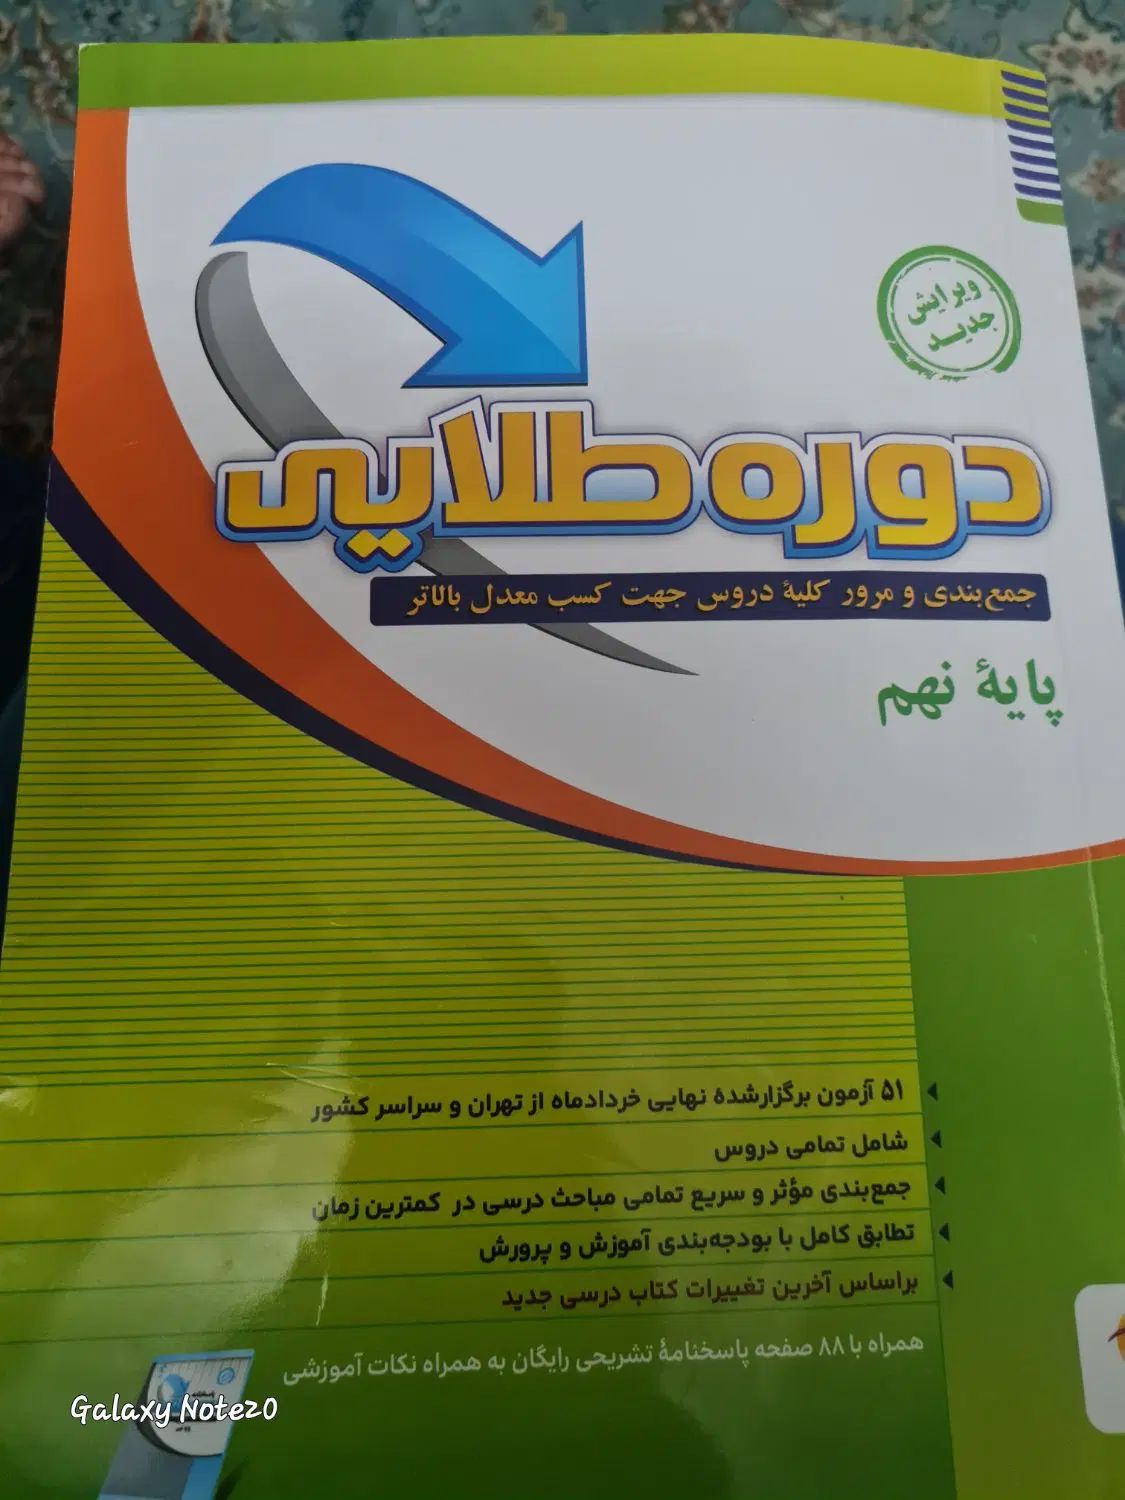 ویرایش
جدید
دوره طلایی
جمع‌بندی و مرور کلیهٔ دروس جهت کسب معدل بالاتر
پایهٔ نهم
۵۱ آزمون برگزارشدهٔ نهایی خردادماه از تهران و سراسر کشور
شامل تمامی دروس
جمع‌بندی مؤثر و سریع تمامی مباحث درسی در کمترین زمان
تطابق کامل با بودجه‌بندی آموزش و پرورش
براساس آخرین تغییرات کتاب درسی جدید
همراه با ۸۸ صفحه پاسخنامهٔ تشریحی رایگان به همراه نکات آموزشی
Galaxy Note20